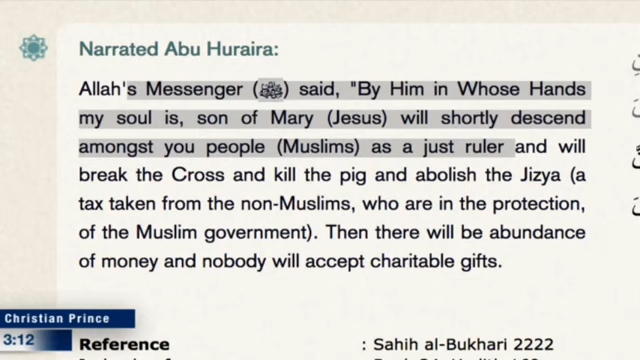 Narrated Abu Huraira:
Allah's Messenger (ﷺ) said, "By Him in Whose Hands
my soul is, son of Mary (Jesus) will shortly descend
amongst you people (Muslims) as a just ruler and will
break the Cross and kill the pig and abolish the Jizya (a
tax taken from the non-Muslims, who are in the protection,
of the Muslim government). Then there will be abundance
of money and nobody will accept charitable gifts.
Christian Prince
3:12
Reference : Sahih al-Bukhari 2222